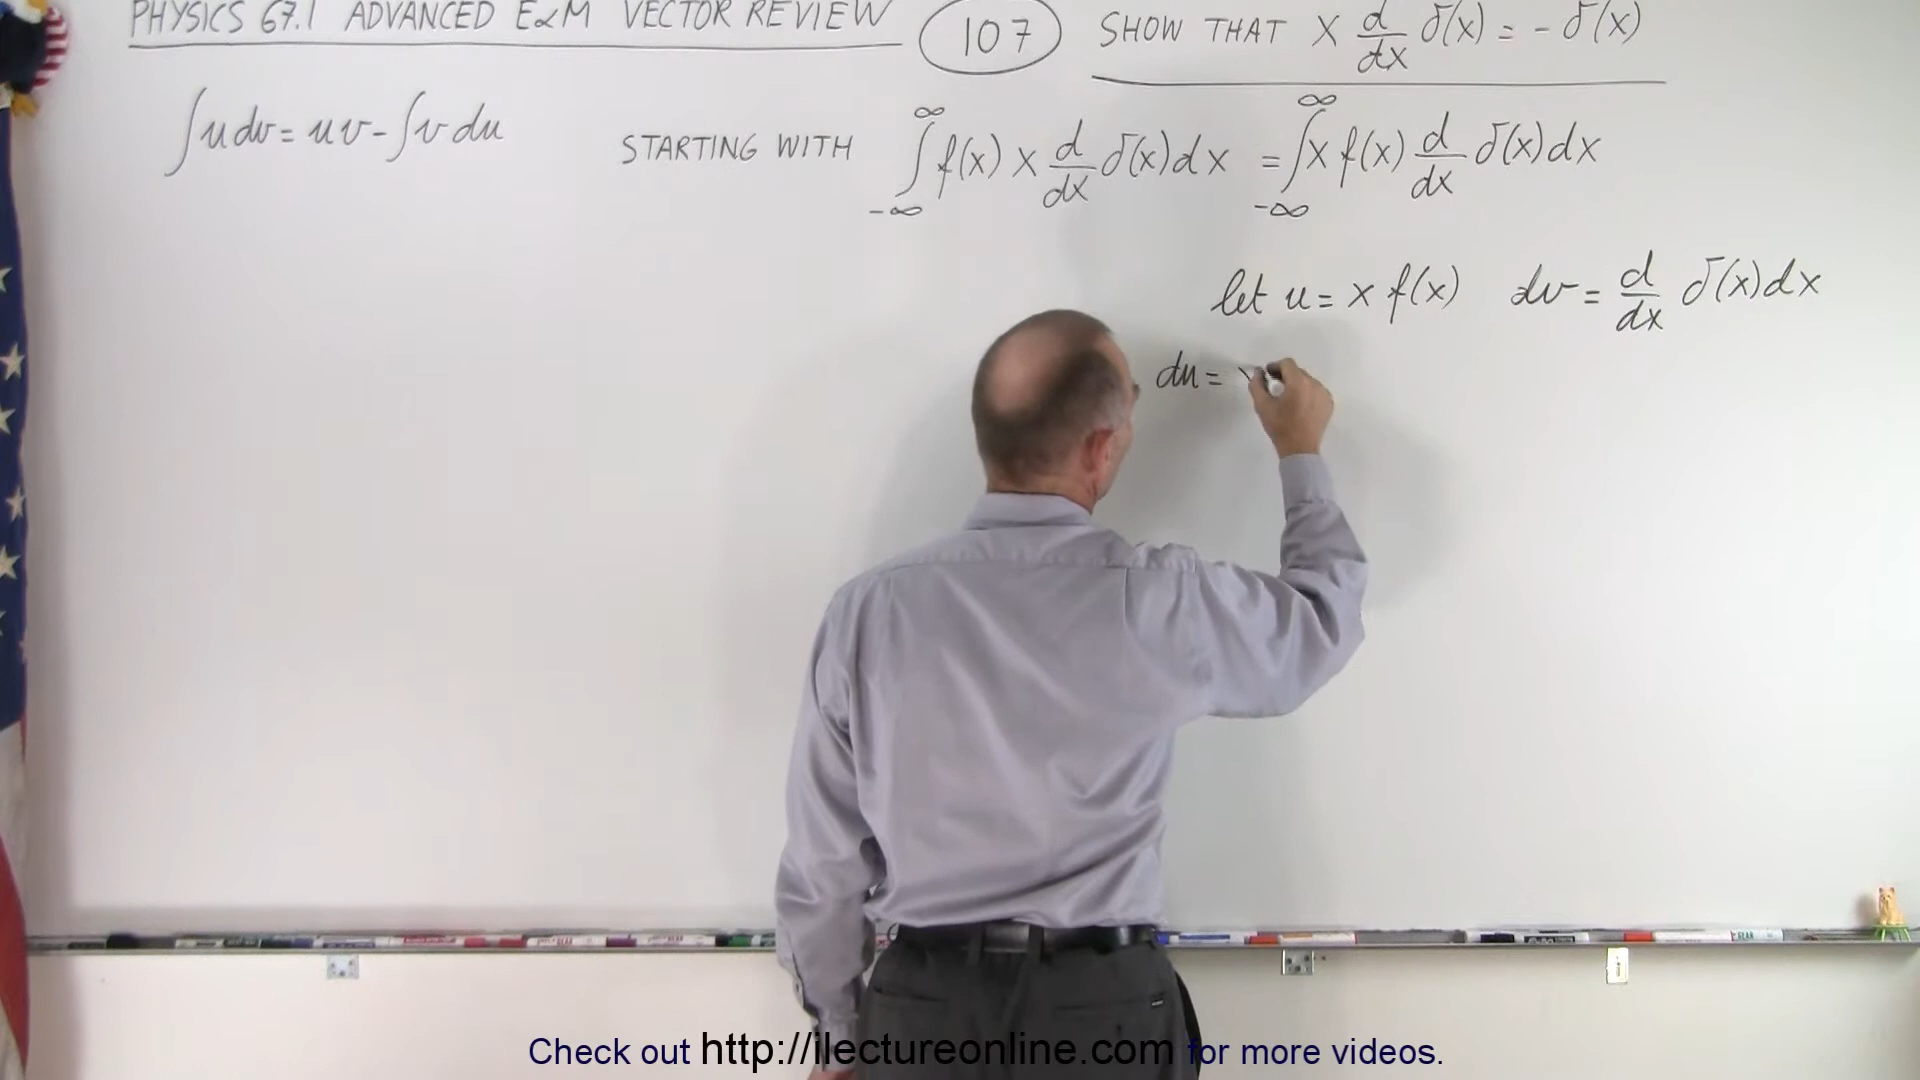 PHYSICS 67.1 ADVANCED E&M VECTOR REVIEW 107 SHOW THAT x d/dx δ(x) = - δ(x)
∫u dv = uv - ∫v du STARTING WITH ∫_{-∞}^{∞} f(x) x d/dx δ(x) dx = ∫_{-∞}^{∞} x f(x) d/dx δ(x) dx
let u = x f(x) dv = d/dx δ(x) dx
du = x
Check out http://ilectureonline.com for more videos.